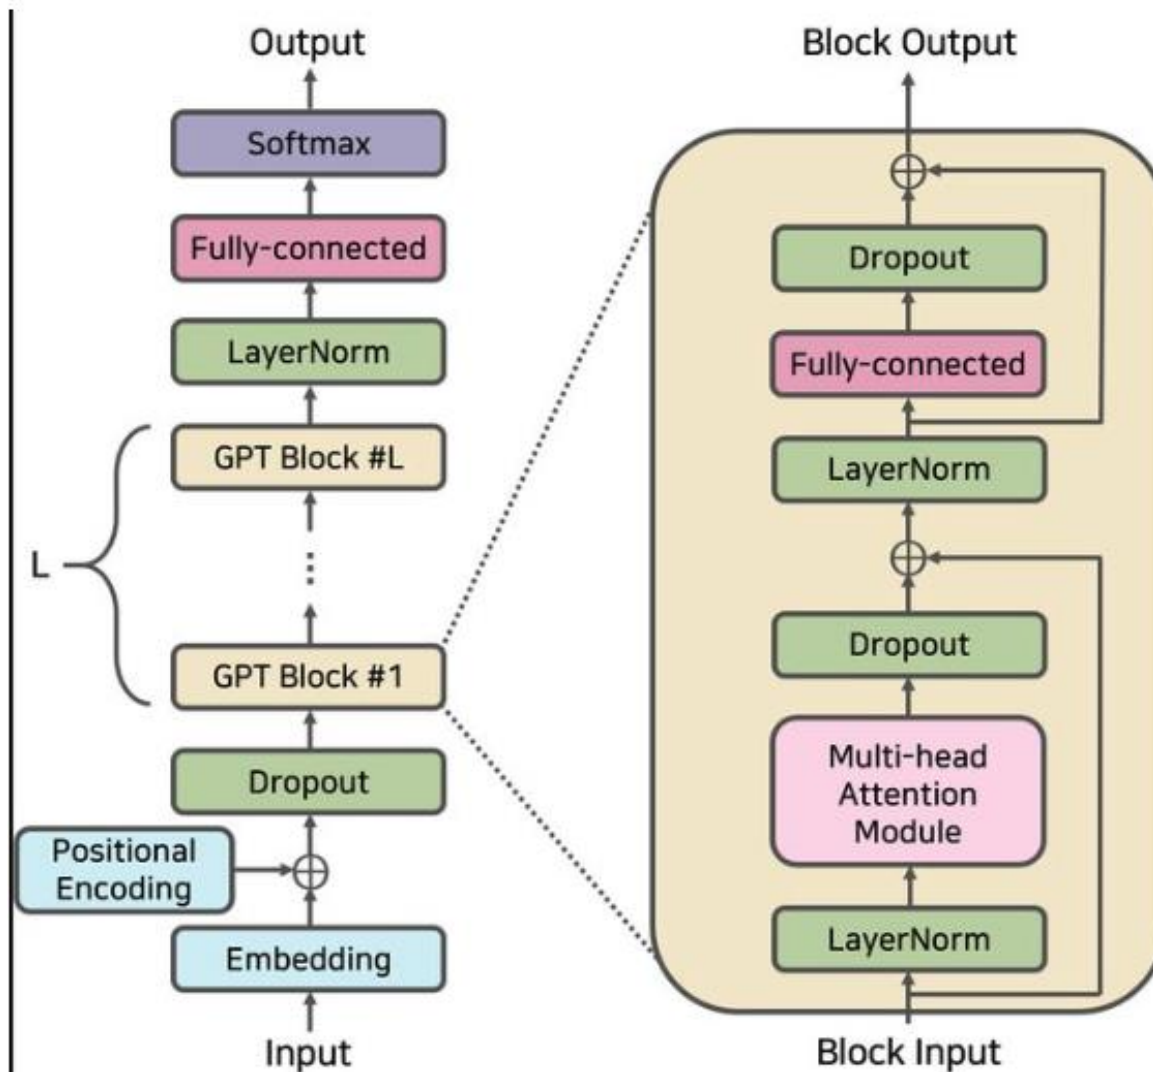 Output
Softmax
Fully-connected
LayerNorm
GPT Block #L
L
GPT Block #1
Dropout
Positional
Encoding
Embedding
Input
Block Output
Dropout
Fully-connected
LayerNorm
Dropout
Multi-head
Attention
Module
LayerNorm
Block Input